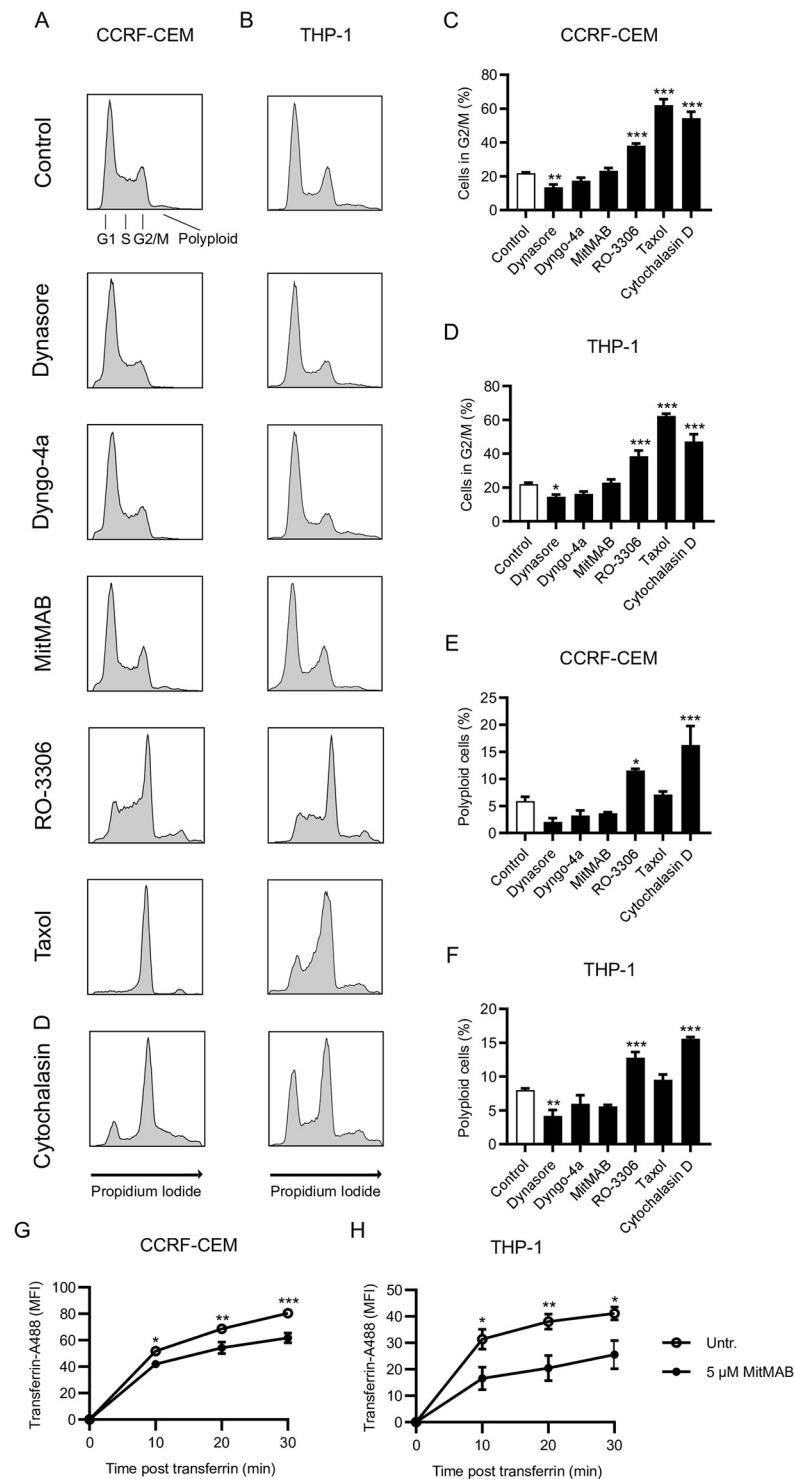 A
CCRF-CEM
B
THP-1
Control
G1 S G2/M Polyploid
Dynasore
Dyngo-4a
MitMAB
RO-3306
Taxol
Cytochalasin D
Propidium Iodide
Propidium Iodide
C
CCRF-CEM
Cells in G2/M (%)
80
60
40
20
0
** *** *** ***
Control
Dynasore
Dyngo-4a
MitMAB
RO-3306
Taxol
Cytochalasin D
D
THP-1
Cells in G2/M (%)
80
60
40
20
0
* *** *** ***
Control
Dynasore
Dyngo-4a
MitMAB
RO-3306
Taxol
Cytochalasin D
E
CCRF-CEM
Polyploid cells (%)
25
20
15
10
5
0
* ***
Control
Dynasore
Dyngo-4a
MitMAB
RO-3306
Taxol
Cytochalasin D
F
THP-1
Polyploid cells (%)
20
15
10
5
0
** *** ***
Control
Dynasore
Dyngo-4a
MitMAB
RO-3306
Taxol
Cytochalasin D
G
CCRF-CEM
Transferrin-A488 (MFI)
100
80
60
40
20
0
* ** ***
0 10 20 30
Time post transferrin (min)
H
THP-1
Transferrin-A488 (MFI)
50
40
30
20
10
0
* ** *
0 10 20 30
Time post transferrin (min)
Untr.
5 µM MitMAB